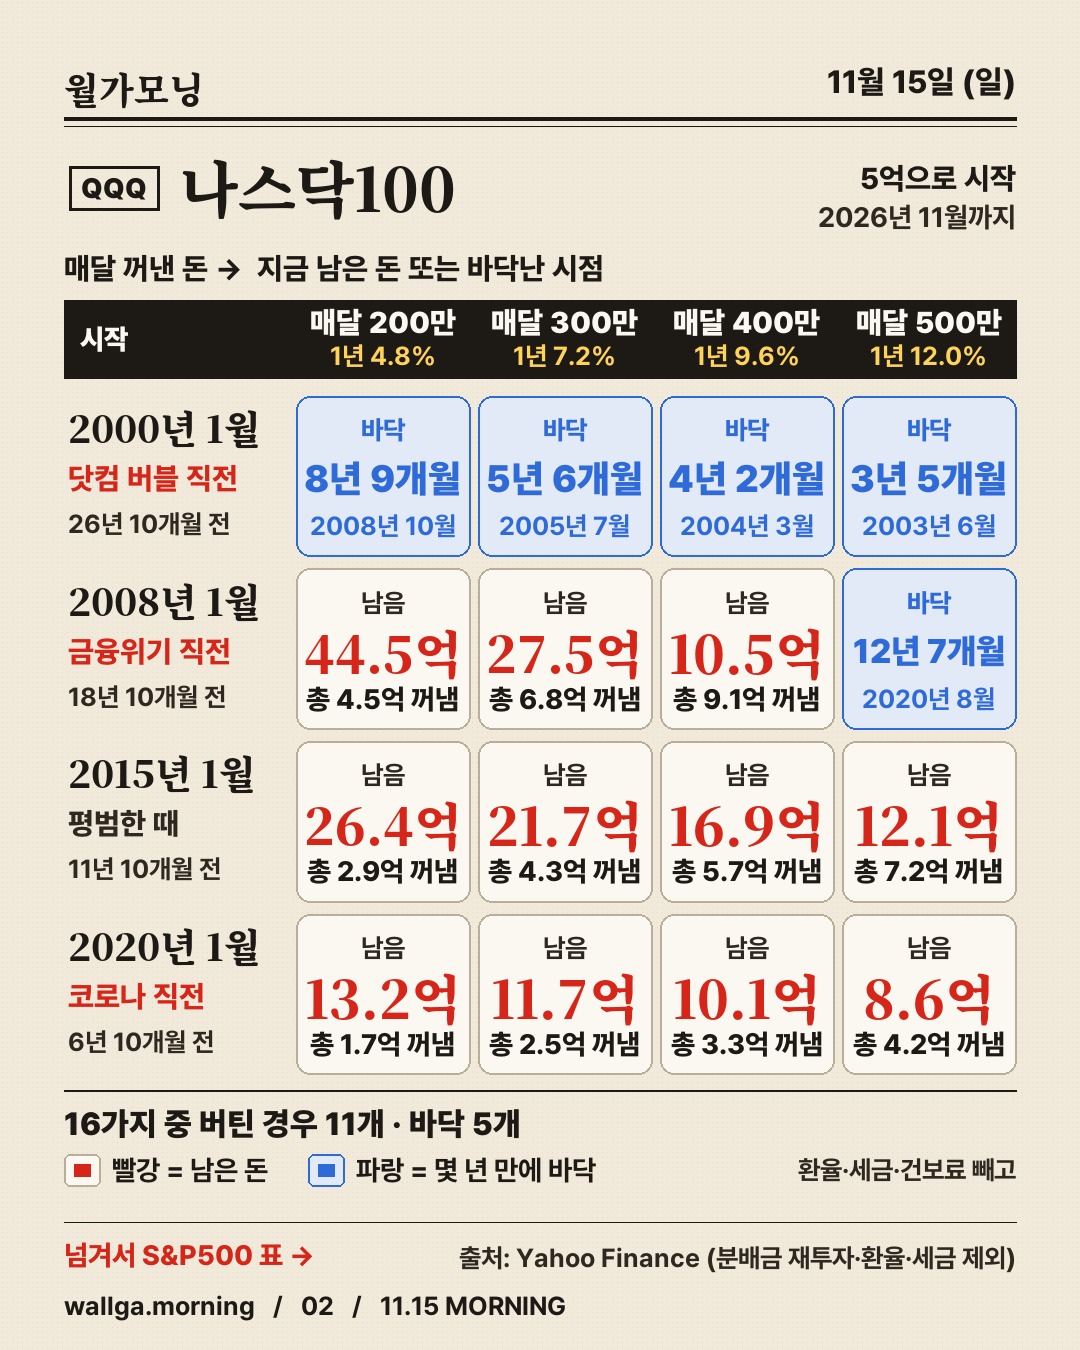 월가모닝
11월 15일 (일)
QQQ 나스닥100
5억으로 시작
2026년 11월까지
매달 꺼낸 돈 → 지금 남은 돈 또는 바닥난 시점
시작
매달 200만 매달 300만 매달 400만 매달 500만
1년 4.8% 1년 7.2% 1년 9.6% 1년 12.0%
2000년 1월
닷컴 버블 직전
26년 10개월 전
바닥 바닥 바닥 바닥
8년 9개월 5년 6개월 4년 2개월 3년 5개월
2008년 10월 2005년 7월 2004년 3월 2003년 6월
2008년 1월
금융위기 직전
18년 10개월 전
남음 남음 남음 바닥
44.5억 27.5억 10.5억 12년 7개월
총 4.5억 꺼냄 총 6.8억 꺼냄 총 9.1억 꺼냄 2020년 8월
2015년 1월
평범한 때
11년 10개월 전
남음 남음 남음 남음
26.4억 21.7억 16.9억 12.1억
총 2.9억 꺼냄 총 4.3억 꺼냄 총 5.7억 꺼냄 총 7.2억 꺼냄
2020년 1월
코로나 직전
6년 10개월 전
남음 남음 남음 남음
13.2억 11.7억 10.1억 8.6억
총 1.7억 꺼냄 총 2.5억 꺼냄 총 3.3억 꺼냄 총 4.2억 꺼냄
16가지 중 버틴 경우 11개 · 바닥 5개
빨강 = 남은 돈 파랑 = 몇 년 만에 바닥
환율·세금·건보료 빼고
넘겨서 S&P500 표 →
출처: Yahoo Finance (분배금 재투자·환율·세금 제외)
wallga.morning / 02 / 11.15 MORNING